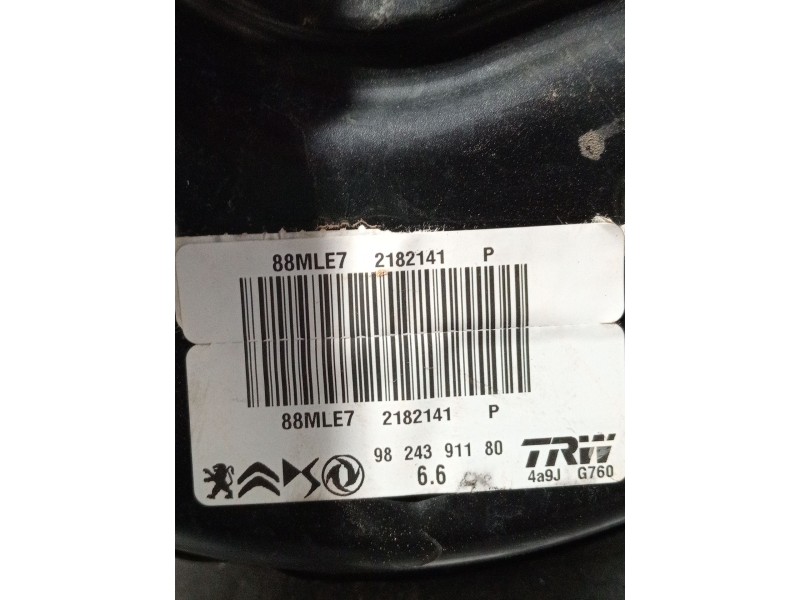 88MLE7 2182141 P
88MLE7 2182141 P
98 243 911 80
6.6
TRW
4a9J G760